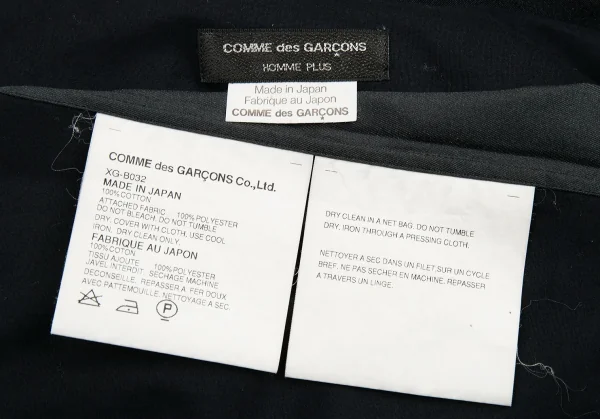 COMME des GARÇONS
HOMME PLUS
Made in Japan
Fabrique au Japon
COMME des GARÇONS
COMME des GARÇONS Co.,Ltd.
XG-B032
MADE IN JAPAN
100%COTTON
ATTACHED FABRIC 100%POLYESTER
DO NOT BLEACH. DO NOT TUMBLE
DRY. COVER WITH CLOTH. USE COOL
IRON. DRY CLEAN ONLY.
FABRIQUE AU JAPON
100%COTON
TISSU AJOUTE 100%POLYESTER
JAVEL INTERDIT. SECHAGE MACHINE
DECONSEILLE. REPASSER A FER DOUX
AVEC PATTEMOUILLE. NETTOYAGE A SEC.
P
DRY CLEAN IN A NET BAG. DO NOT TUMBLE
DRY. IRON THROUGH A PRESSING CLOTH.
NETTOYER A SEC DANS UN FILET SUR UN CYCLE
BREF. NE PAS SECHER EN MACHINE. REPASSER
A TRAVERS UN LINGE.